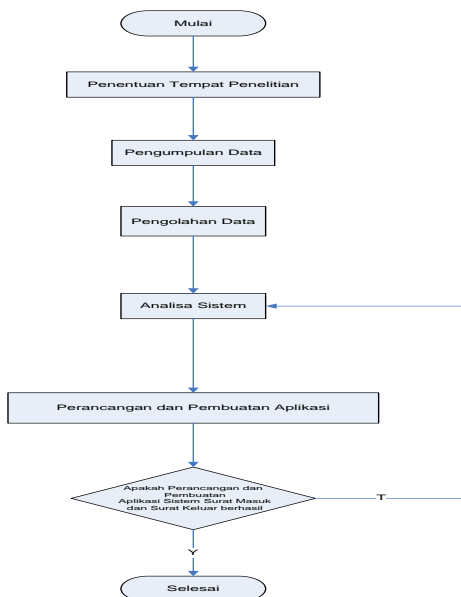 Mulai
Penentuan Tempat Penelitian
Pengumpulan Data
Pengolahan Data
Analisa Sistem
Perancangan dan Pembuatan Aplikasi
Apakah Perancangan dan
Pembuatan
Aplikasi Sistem Surat Masuk
dan Surat Keluar berhasil
T
Y
Selesai